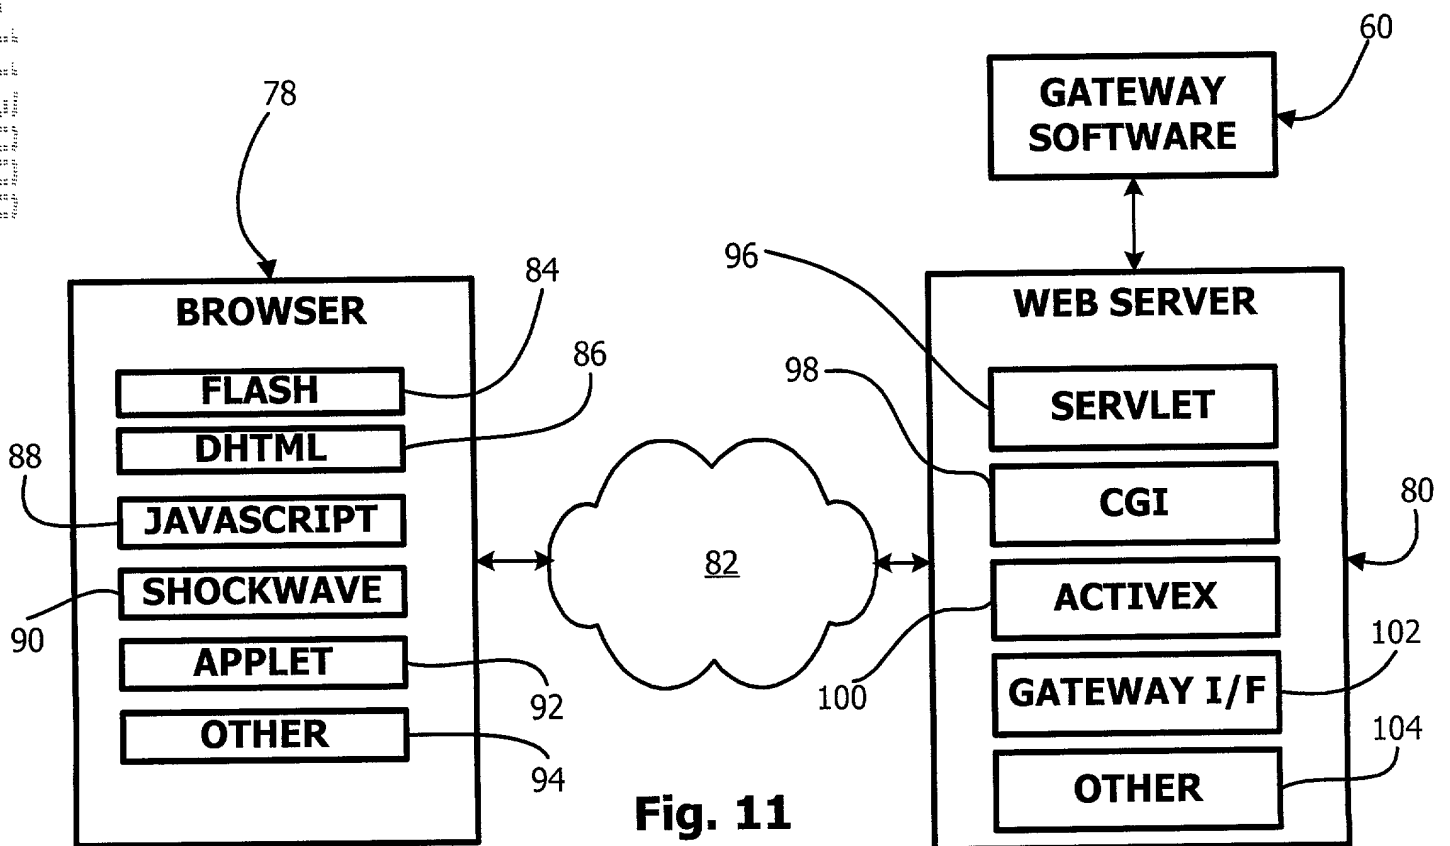 60
GATEWAY
SOFTWARE
78
96
84
BROWSER
WEB SERVER
86
98
FLASH
SERVLET
DHTML
88
JAVASCRIPT
CGI
80
82
SHOCKWAVE
ACTIVEX
90
102
APPLET
92
100
GATEWAY I/F
OTHER
104
94
OTHER
Fig. 11